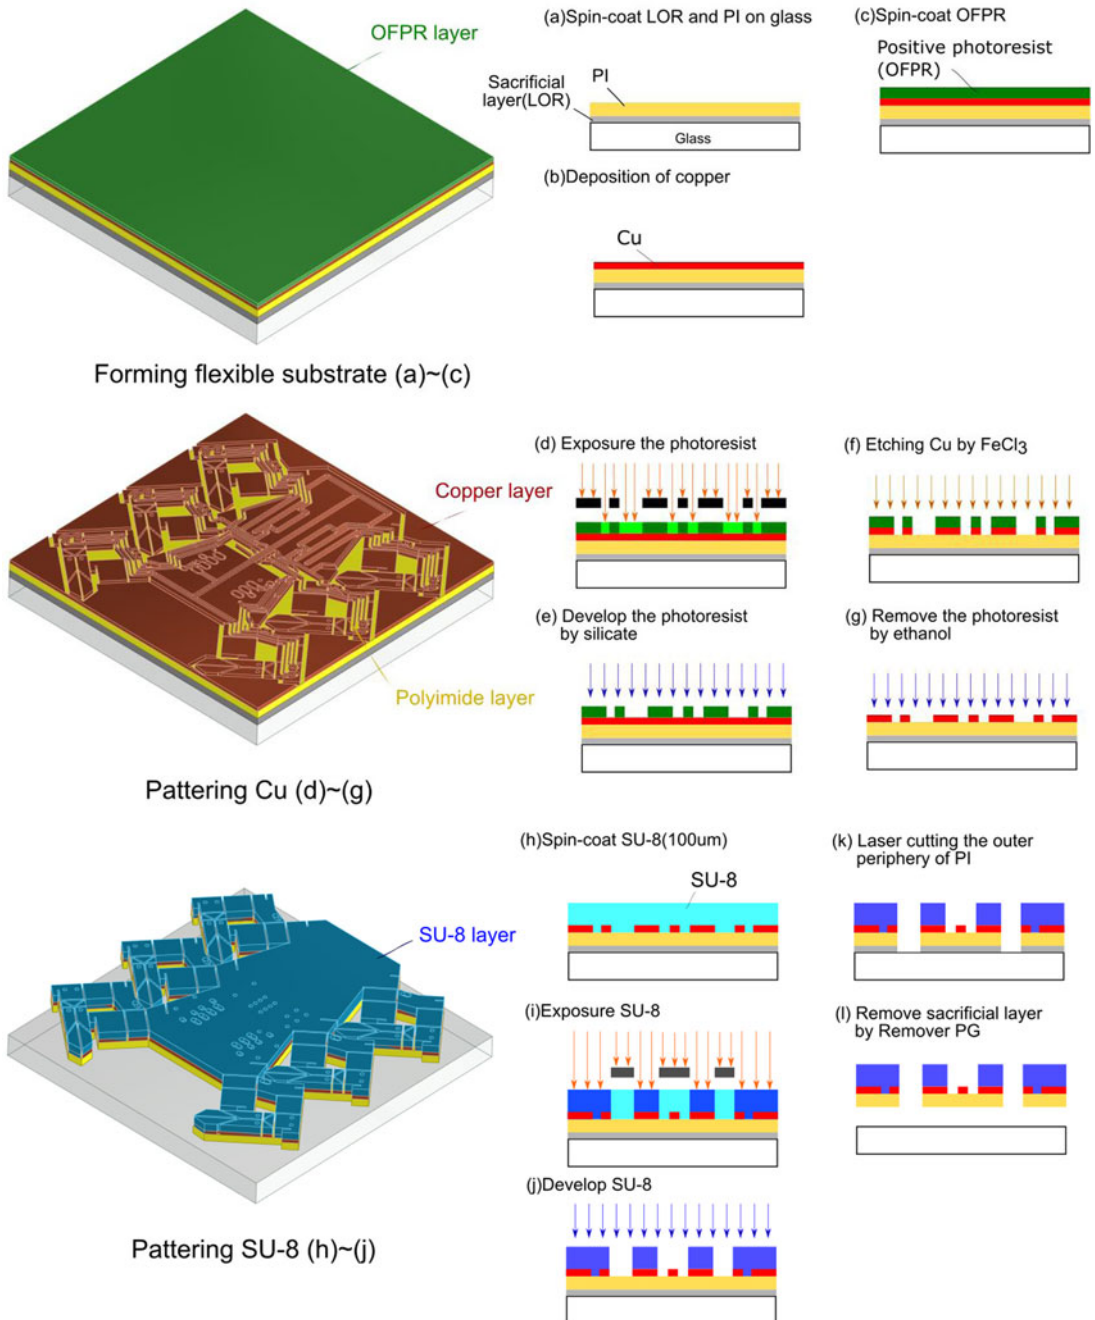 OFPR layer
(a)Spin-coat LOR and PI on glass
PI
Sacrificial
layer(LOR)
Glass
(b)Deposition of copper
Cu
(c)Spin-coat OFPR
Positive photoresist
(OFPR)
Forming flexible substrate (a)~(c)
Copper layer
Polyimide layer
(d) Exposure the photoresist
(e) Develop the photoresist
by silicate
(f) Etching Cu by FeCl3
(g) Remove the photoresist
by ethanol
Pattering Cu (d)~(g)
SU-8 layer
(h)Spin-coat SU-8(100um)
SU-8
(i)Exposure SU-8
(j)Develop SU-8
(k) Laser cutting the outer
periphery of PI
(l) Remove sacrificial layer
by Remover PG
Pattering SU-8 (h)~(j)